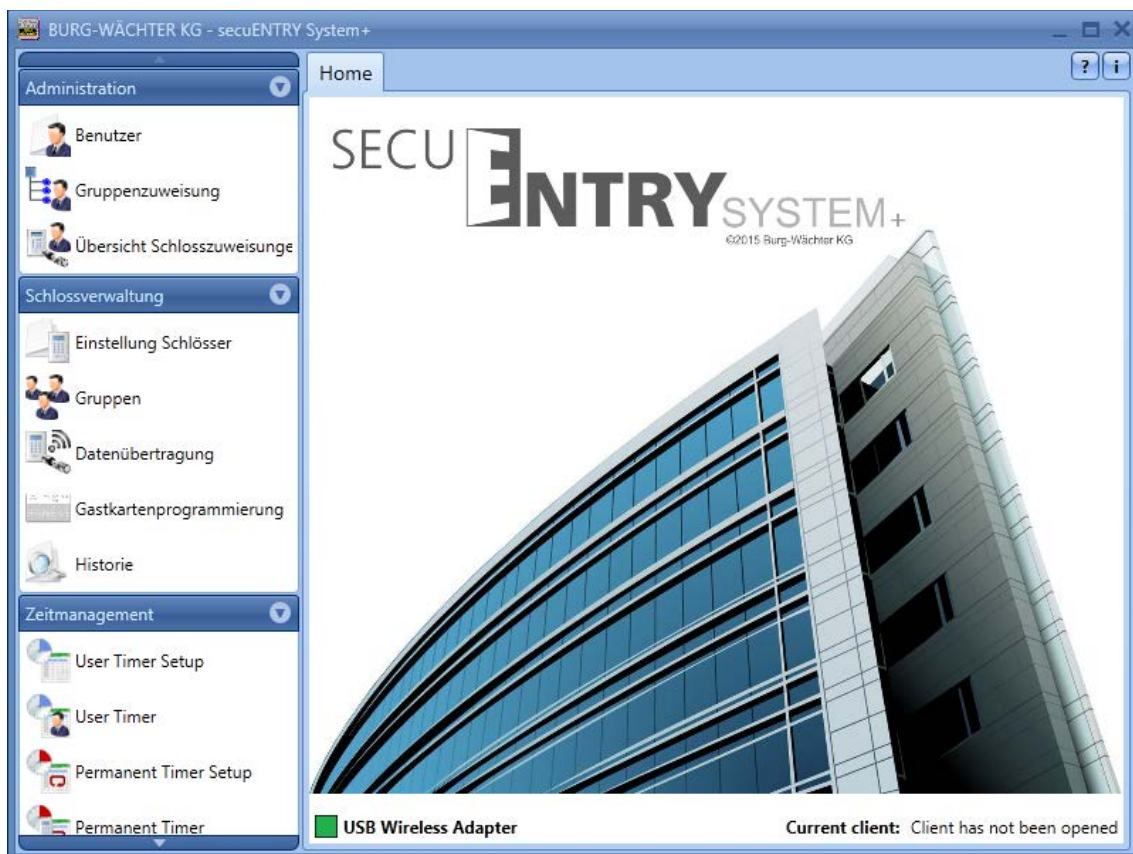 BURG-WÄCHTER KG - secuENTRY System+
Administration
Benutzer
Gruppenzuweisung
Übersicht Schlosszuweisunge
Schlossverwaltung
Einstellung Schlösser
Gruppen
Datenübertragung
Gastkartenprogrammierung
Historie
Zeitmanagement
User Timer Setup
User Timer
Permanent Timer Setup
Permanent Timer
Home
? i
SECU ENTRY SYSTEM+
©2015 Burg-Wächter KG
USB Wireless Adapter
Current client: Client has not been opened